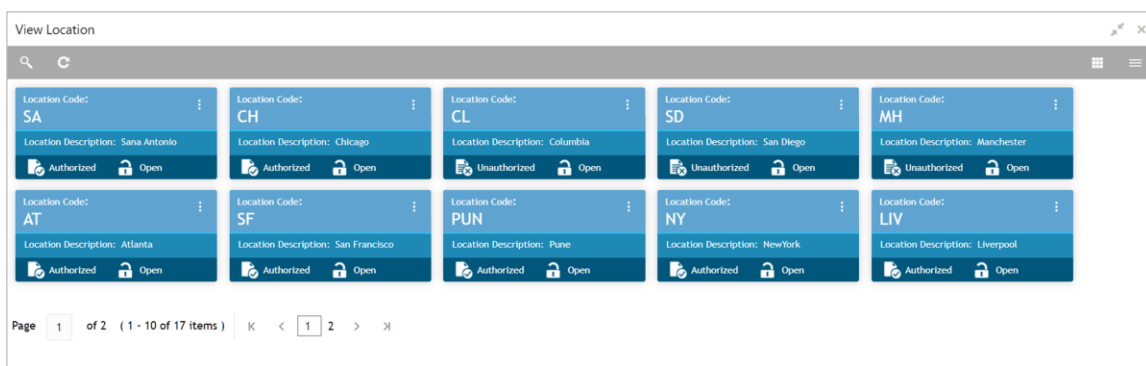 View Location
Location Code:
SA
Location Description: Sana Antonio
Authorized Open
Location Code:
CH
Location Description: Chicago
Authorized Open
Location Code:
CL
Location Description: Columbia
Unauthorized Open
Location Code:
SD
Location Description: San Diego
Unauthorized Open
Location Code:
MH
Location Description: Manchester
Unauthorized Open
Location Code:
AT
Location Description: Atlanta
Authorized Open
Location Code:
SF
Location Description: San Francisco
Authorized Open
Location Code:
PUN
Location Description: Pune
Authorized Open
Location Code:
NY
Location Description: NewYork
Authorized Open
Location Code:
LIV
Location Description: Liverpool
Authorized Open
Page 1 of 2 ( 1 - 10 of 17 items ) 1 2